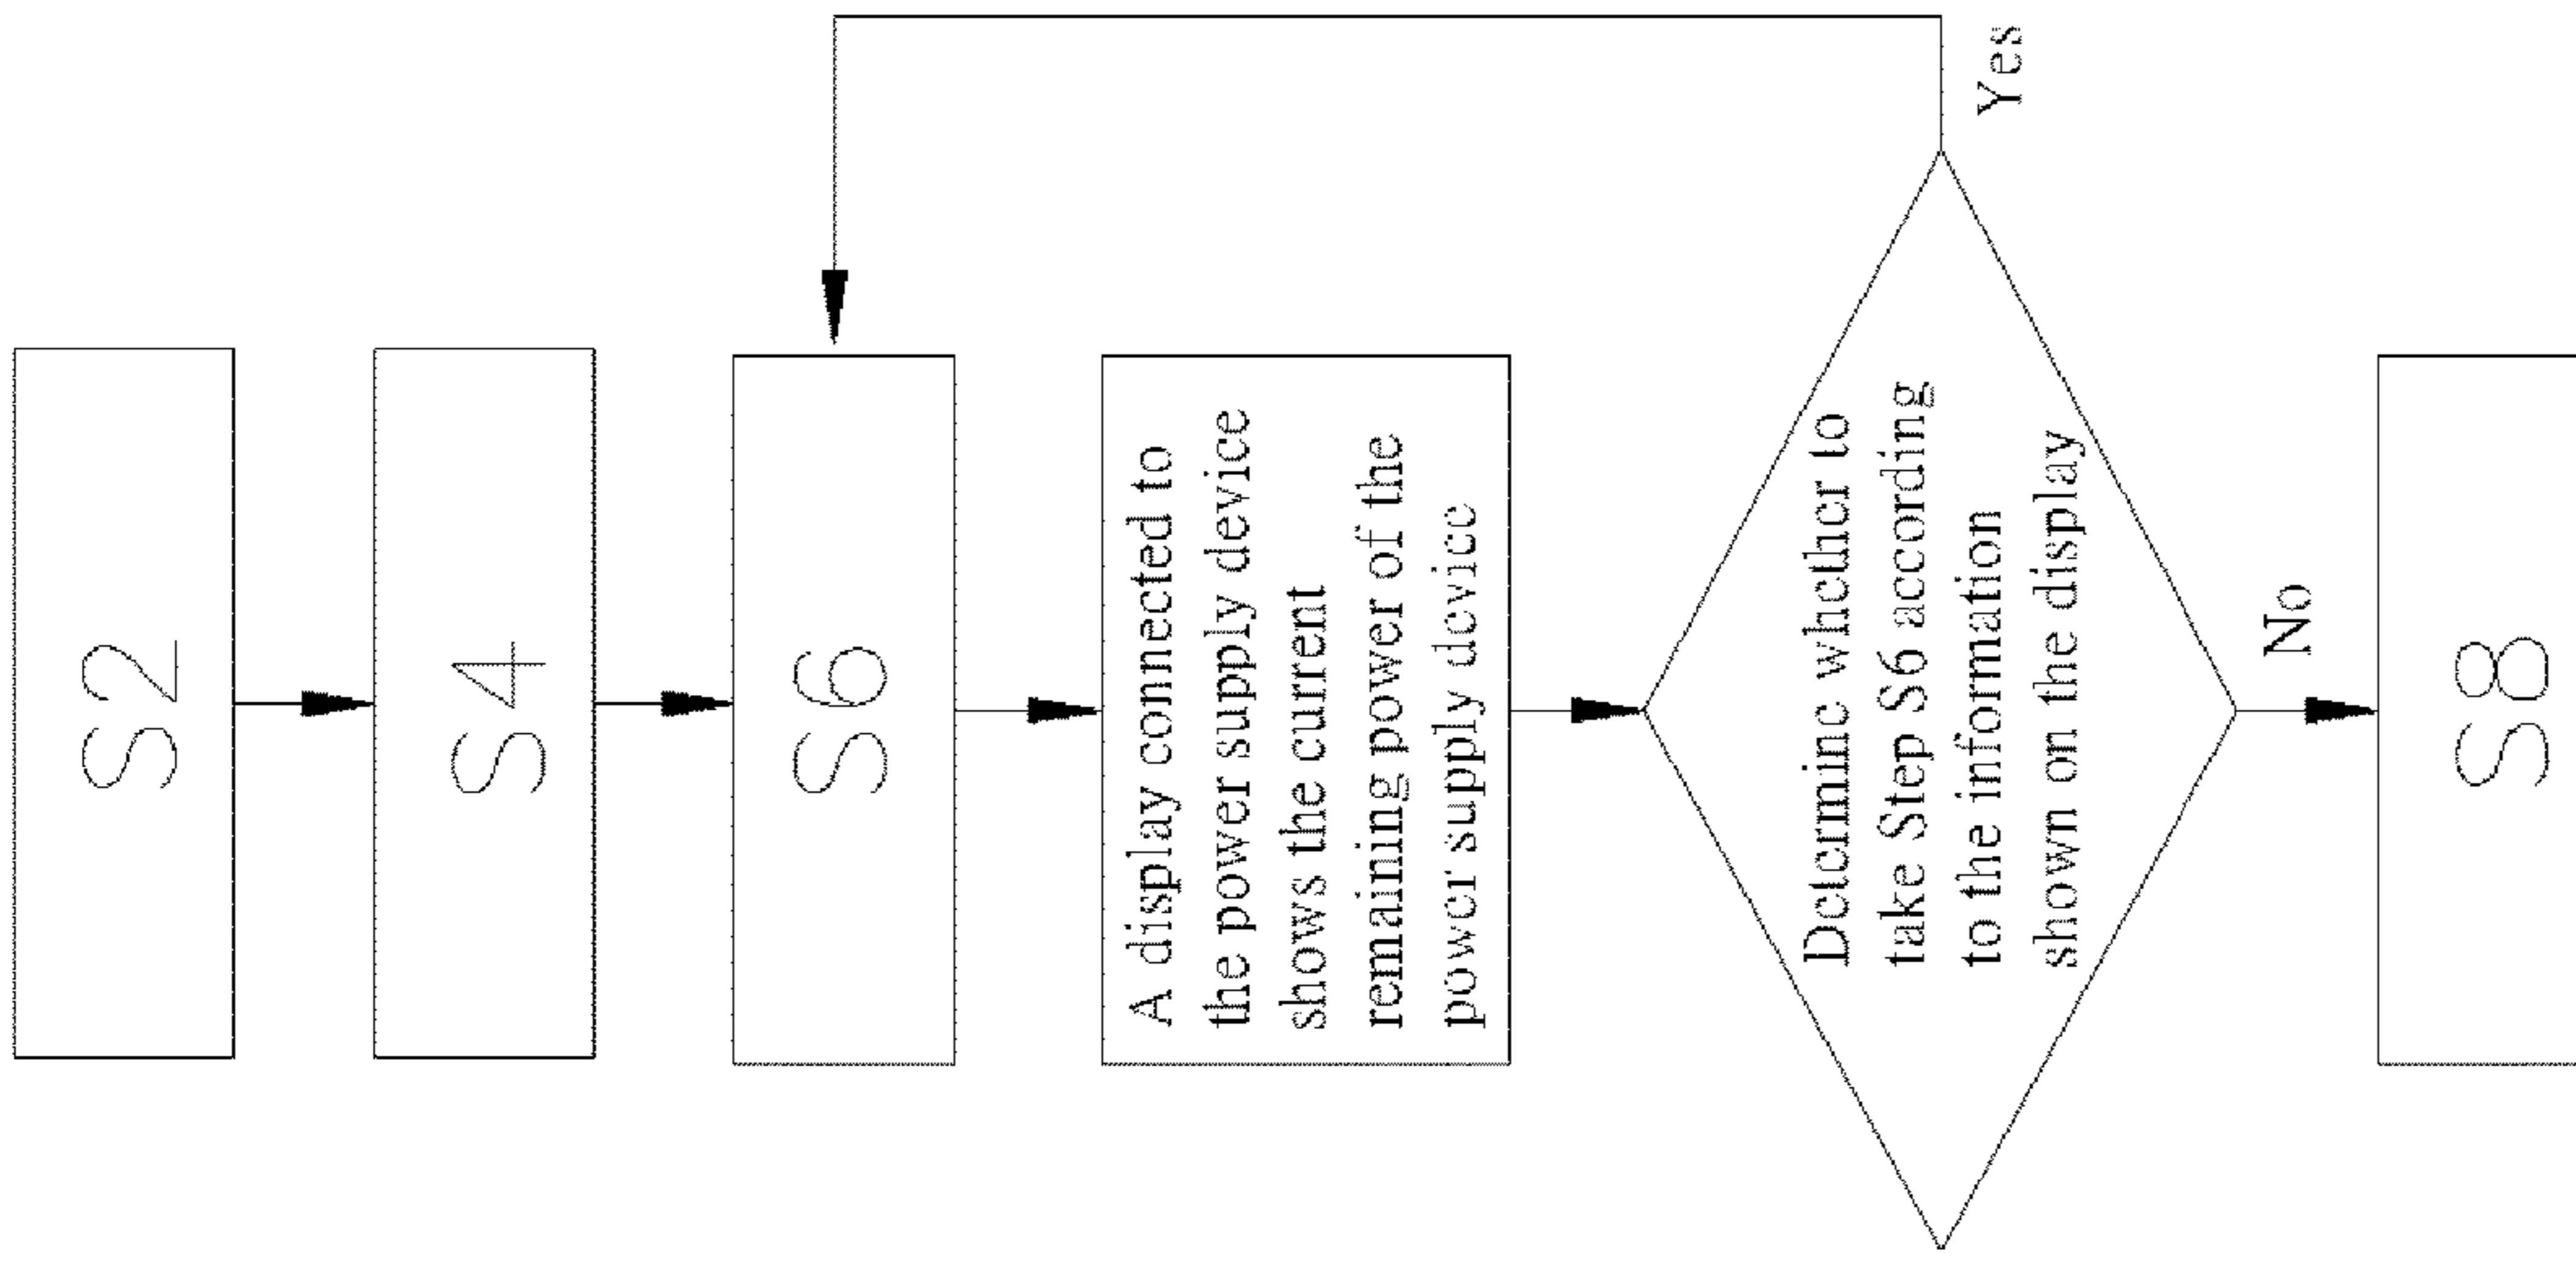 S2
S4
S6
A display connected to
the power supply device
shows the current
remaining power of the
power supply device
Determine whether to
take Step S6 according
to the information
shown on the display
Yes
No
S8